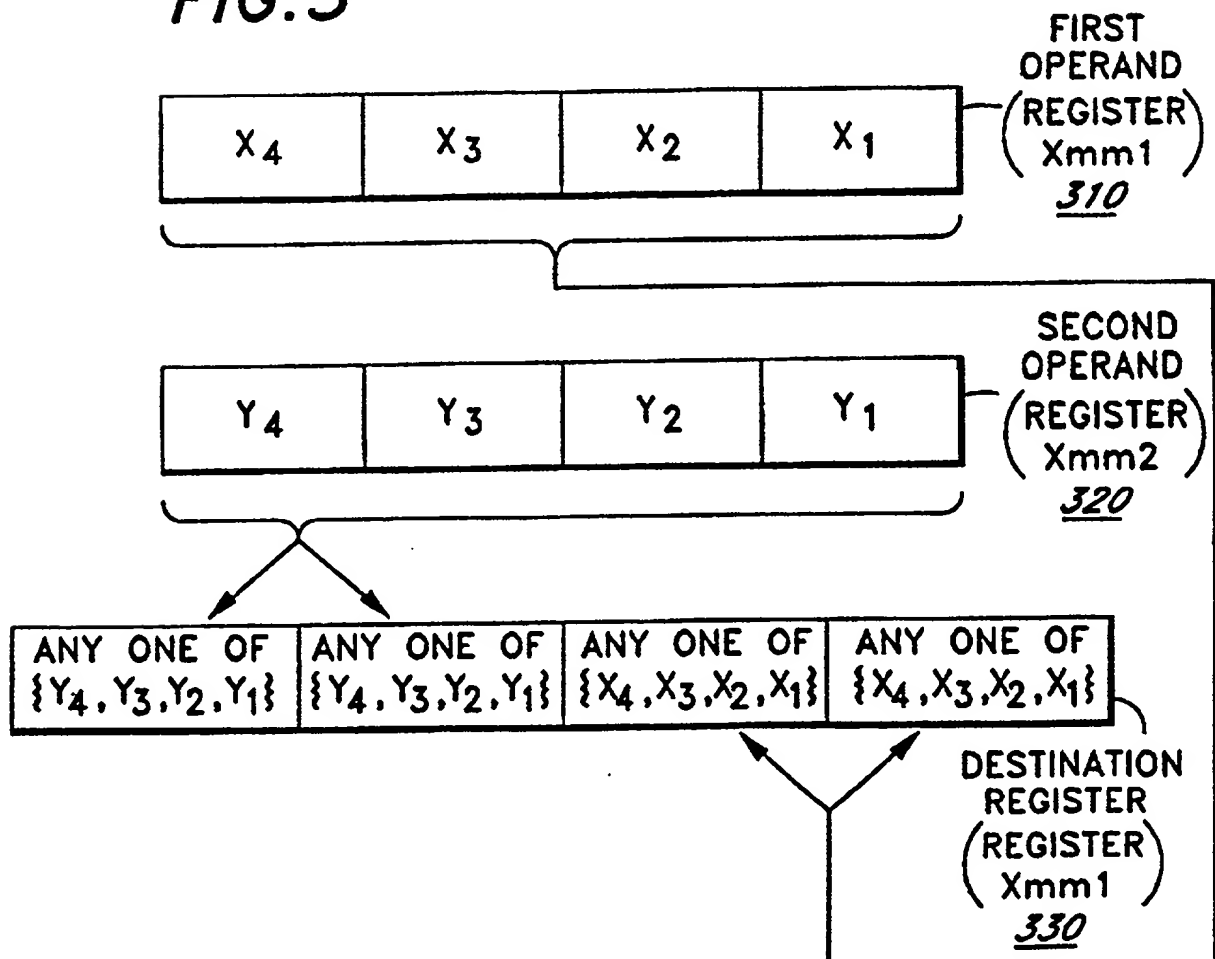 FIG.3
FIRST
OPERAND
X4 X3 X2 X1
(REGISTER
Xmm1)
310
SECOND
OPERAND
Y4 Y3 Y2 Y1
(REGISTER
Xmm2)
320
ANY ONE OF {Y4,Y3,Y2,Y1}
ANY ONE OF {Y4,Y3,Y2,Y1}
ANY ONE OF {X4,X3,X2,X1}
ANY ONE OF {X4,X3,X2,X1}
DESTINATION
REGISTER
(REGISTER
Xmm1)
330